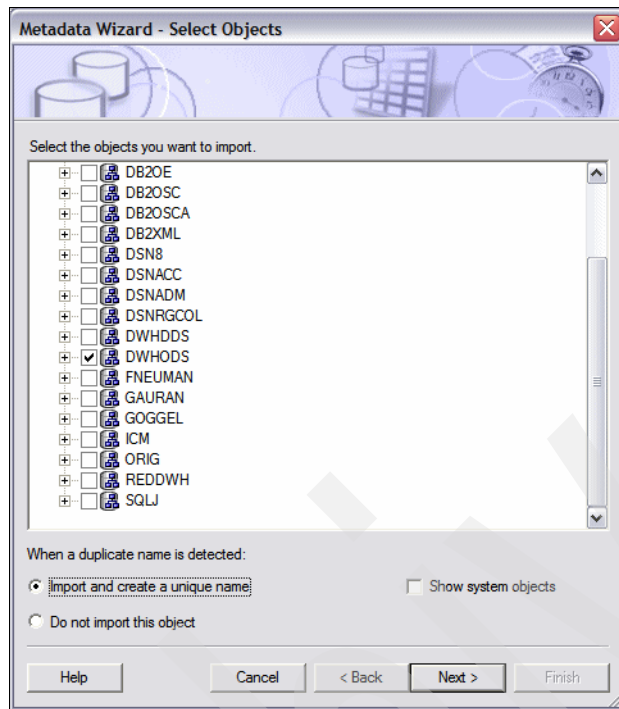 Metadata Wizard - Select Objects
Select the objects you want to import.
DB2OE
DB2OSC
DB2OSCA
DB2XML
DSN8
DSNACC
DSNADM
DSNRGCOL
DWHDDS
DWHODS
FNEUMAN
GAURAN
GOGGEL
ICM
ORIG
REDDWH
SQLJ
When a duplicate name is detected:
Import and create a unique name
Show system objects
Do not import this object
Help
Cancel
< Back
Next >
Finish